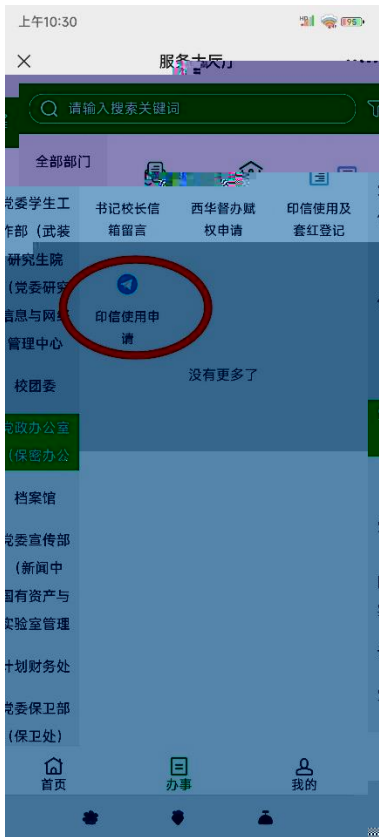 上午10:30
895
服务大厅
请输入搜索关键词
全部部门
党委学生工
作部（武装
书记校长信
箱留言
西华督办赋
权申请
印信使用及
套红登记
研究生院
（党委研究
信息与网络
管理中心
印信使用申
请
没有更多了
校团委
党政办公室
（保密办公
档案馆
党委宣传部
（新闻中
国有资产与
实验室管理
计划财务处
党委保卫部
（保卫处）
首页
办事
我的